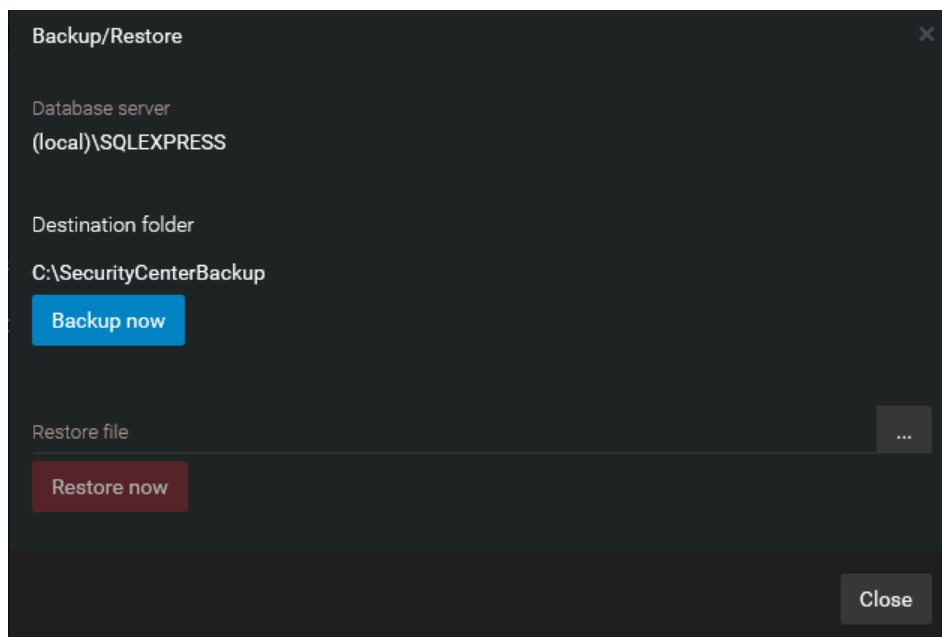 Backup/Restore
Database server
(local)\SQLEXPRESS
Destination folder
C:\SecurityCenterBackup
Backup now
Restore file
...
Restore now
Close